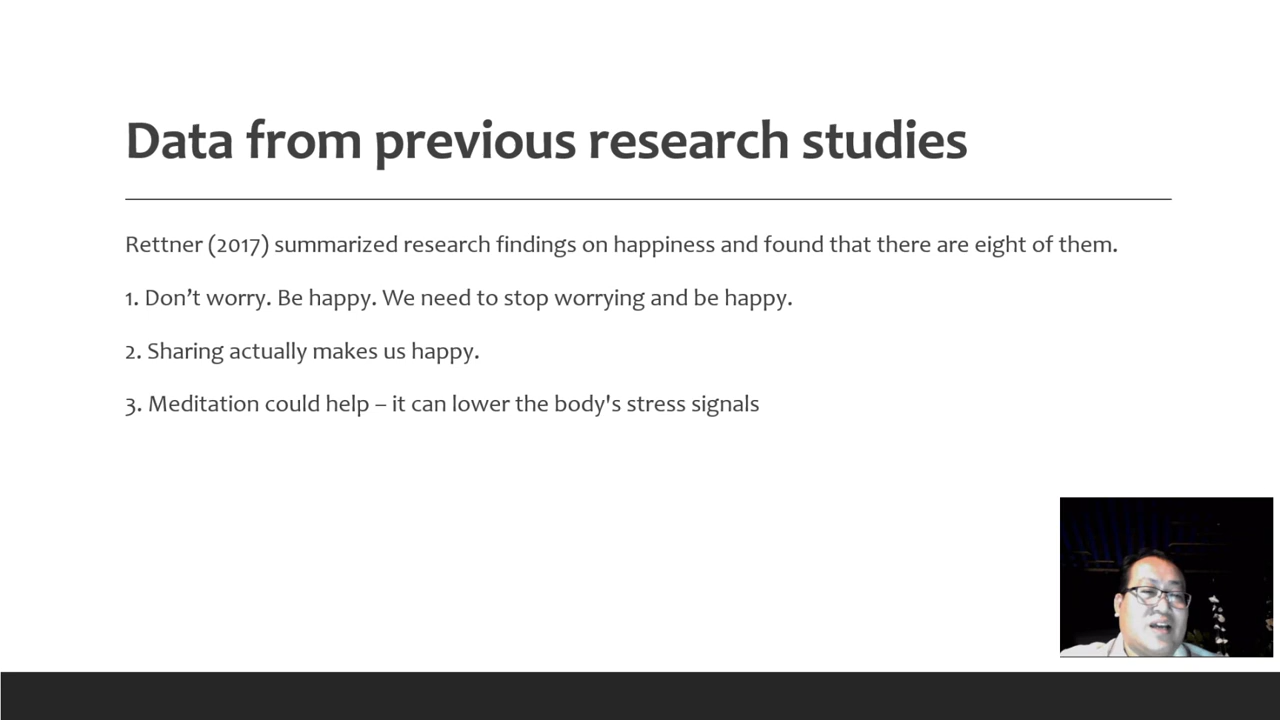 Data from previous research studies
Rettner (2017) summarized research findings on happiness and found that there are eight of them.
1. Don’t worry. Be happy. We need to stop worrying and be happy.
2. Sharing actually makes us happy.
3. Meditation could help – it can lower the body's stress signals